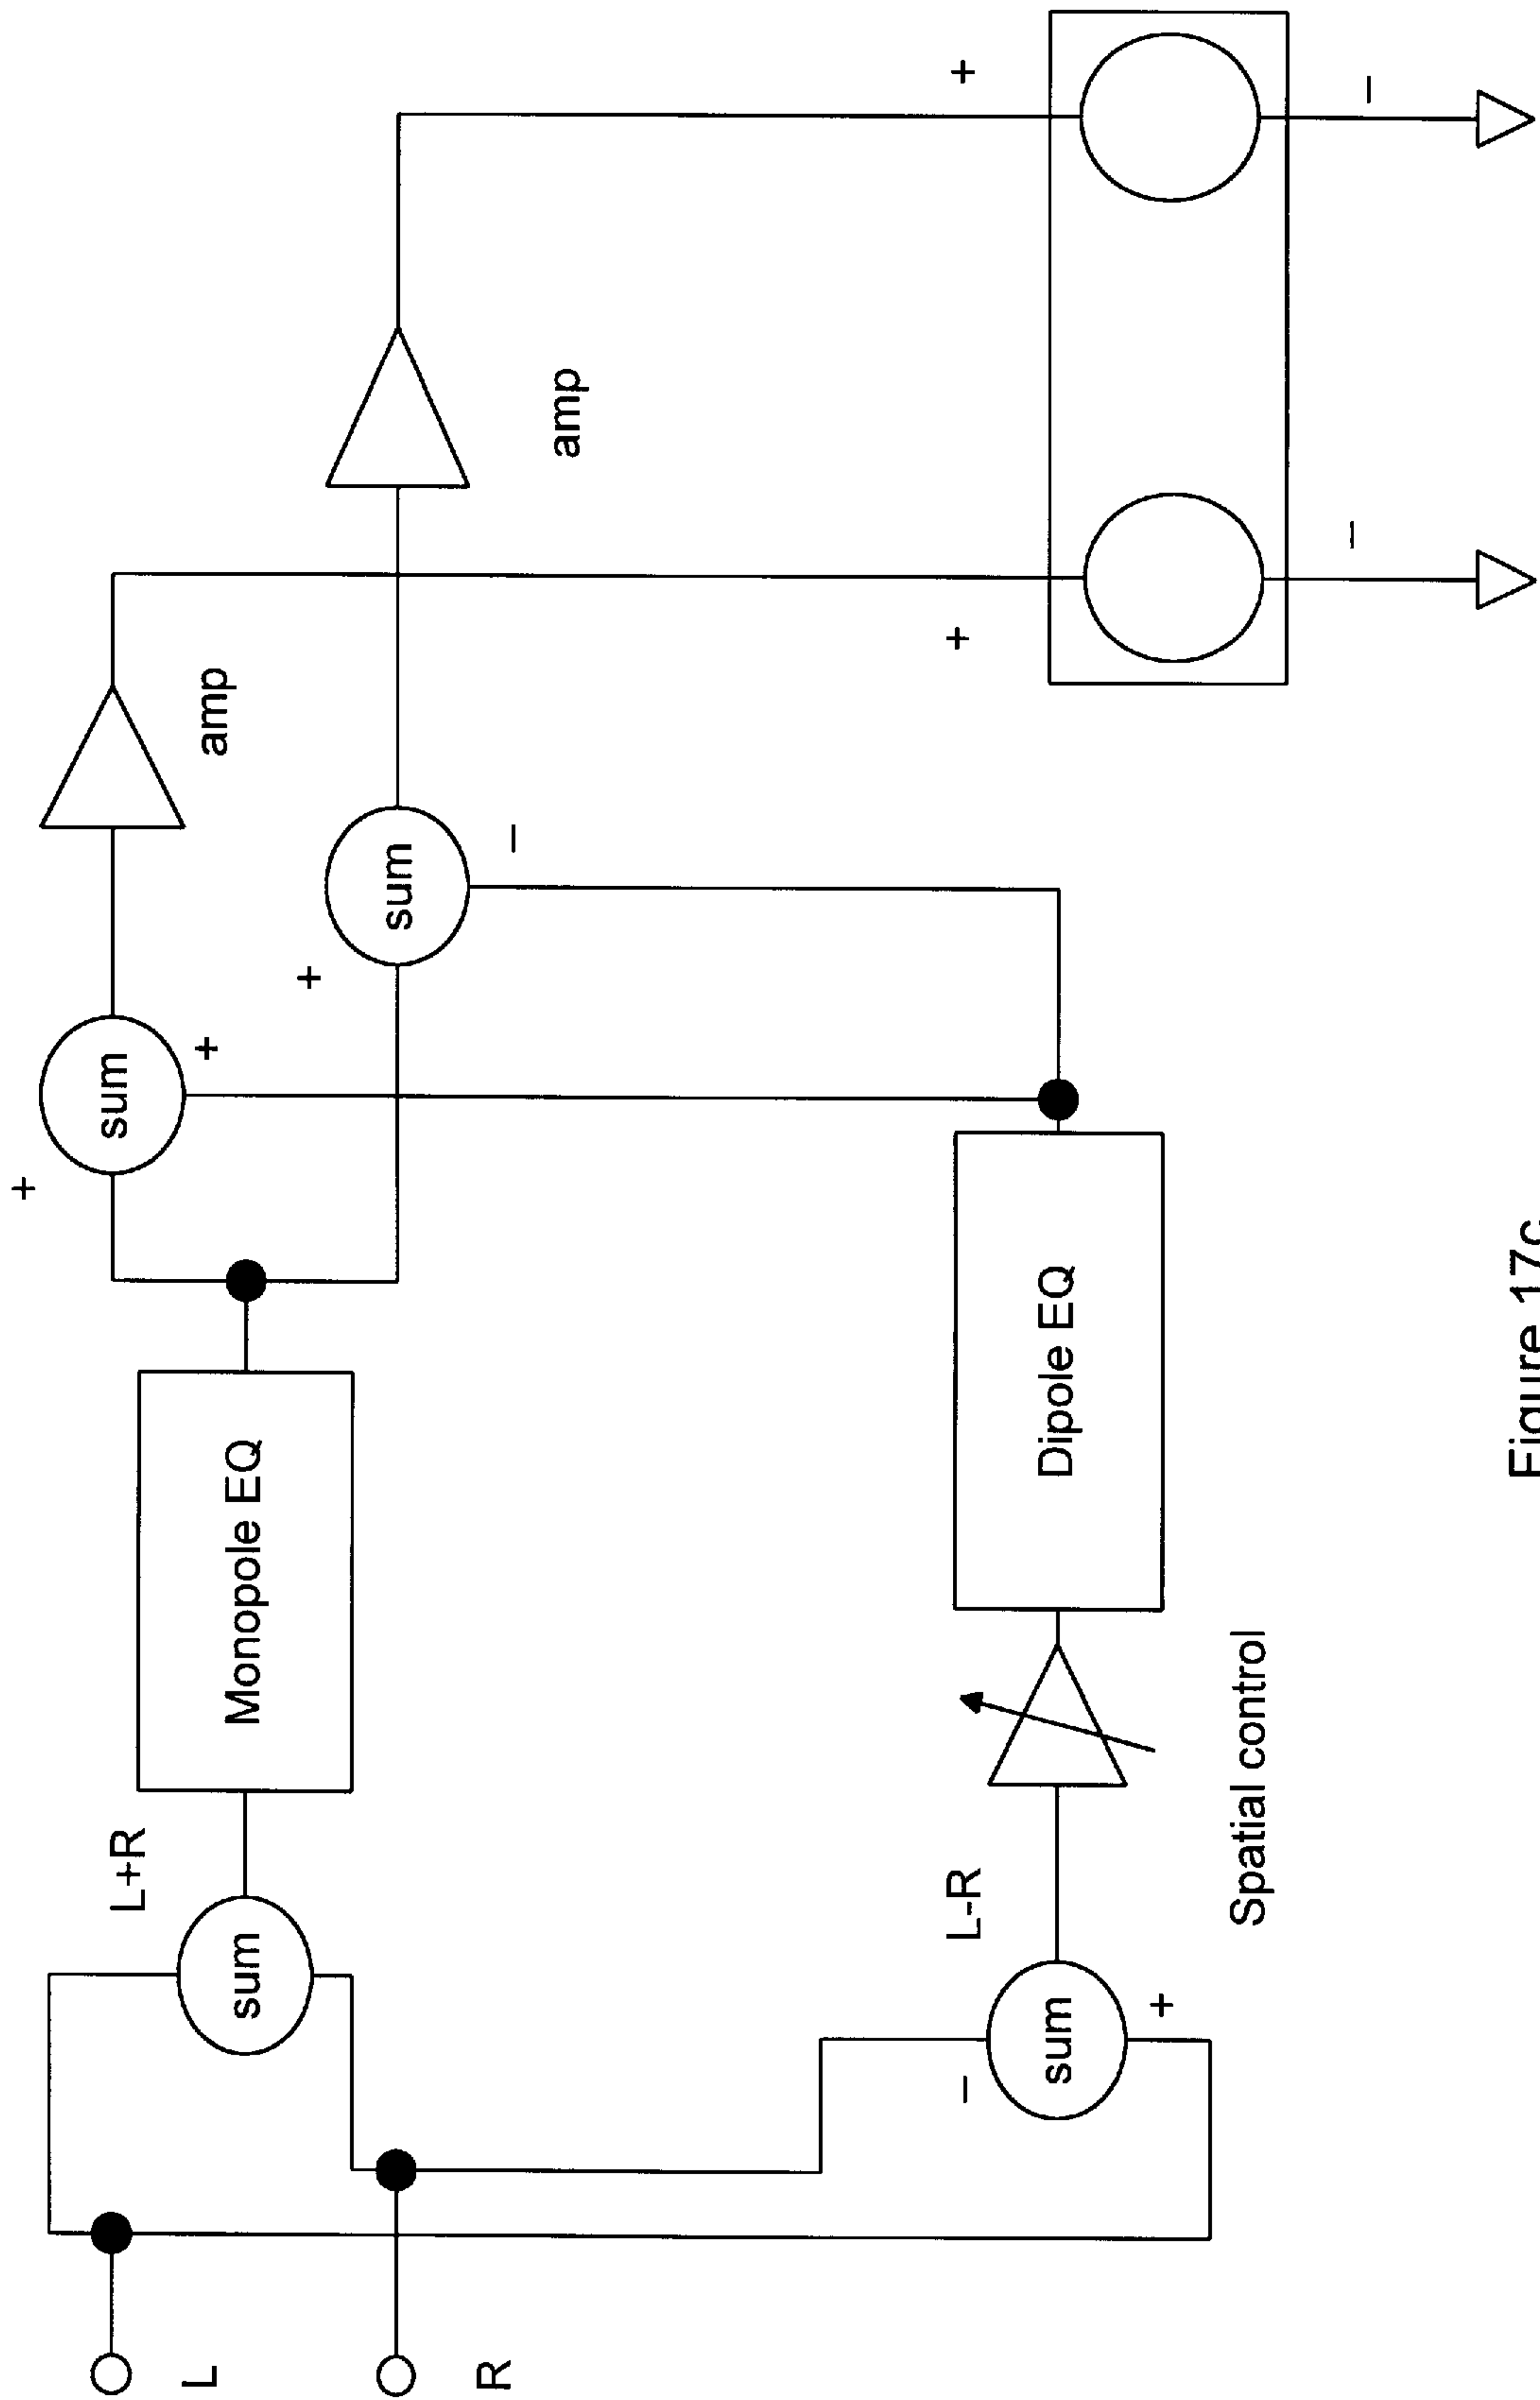 +
sum
L+R
L
+
amp
sum
Monopole EQ
+
sum
R
–
amp
–
L-R
+
+
sum
Dipole EQ
+
Spatial control
–
–
Figure 17c